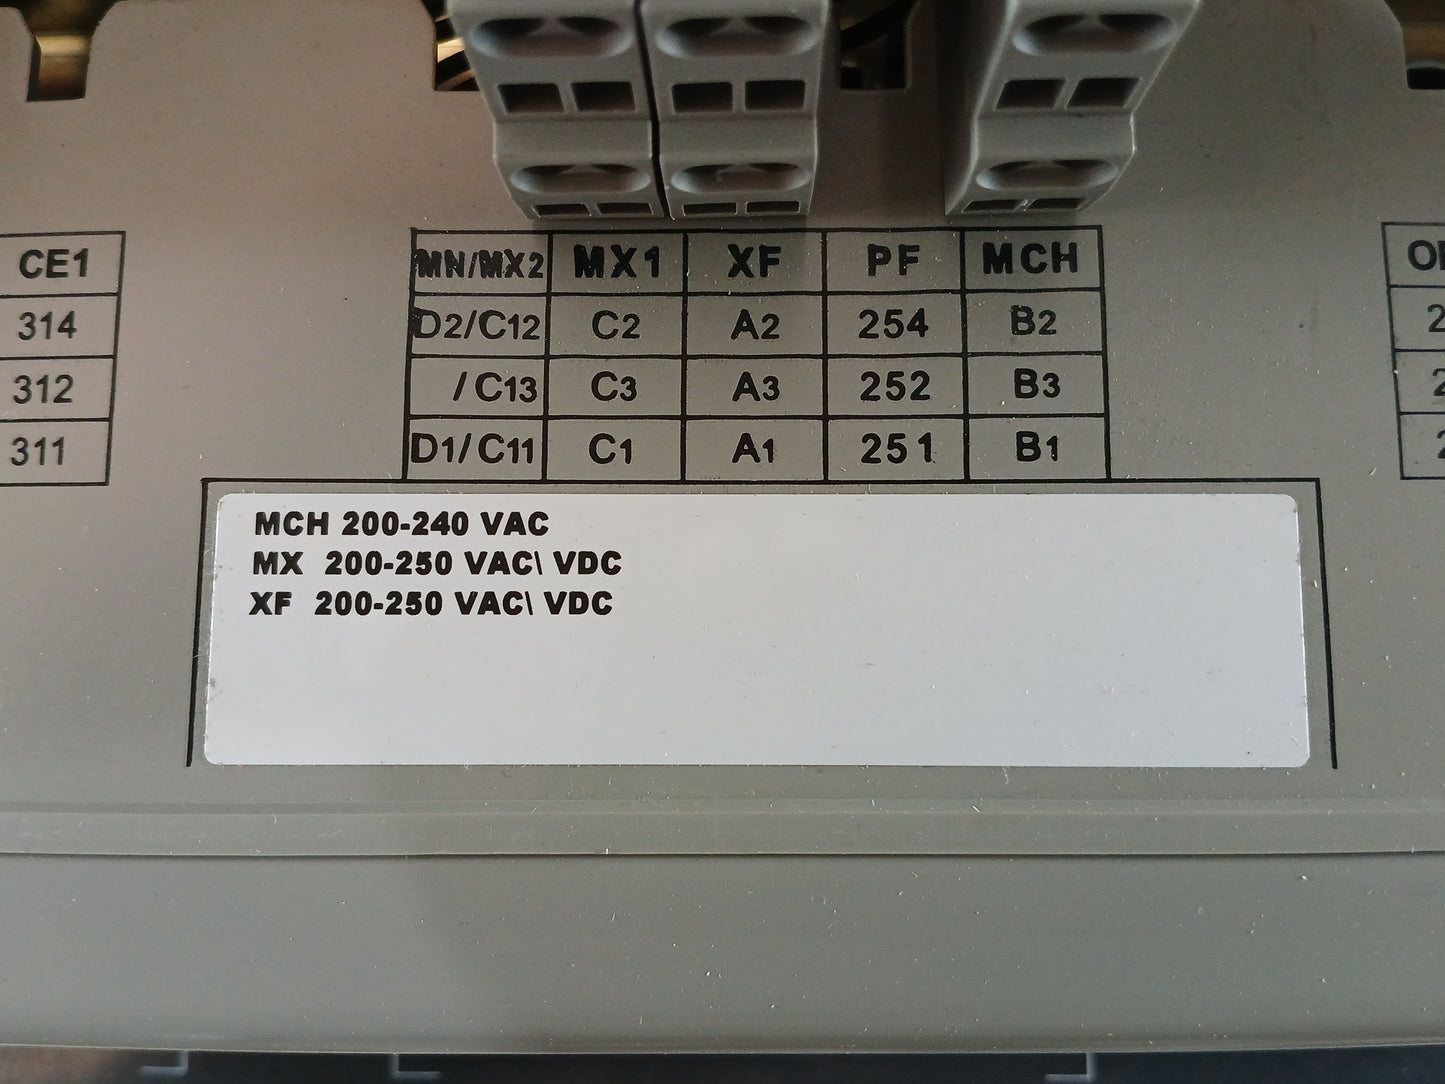 CE1
314
312
311
MN/MX2 MX1 XF PF MCH
D2/C12 C2 A2 254 B2
/C13 C3 A3 252 B3
D1/C11 C1 A1 251 B1
MCH 200-240 VAC
MX 200-250 VAC\ VDC
XF 200-250 VAC\ VDC